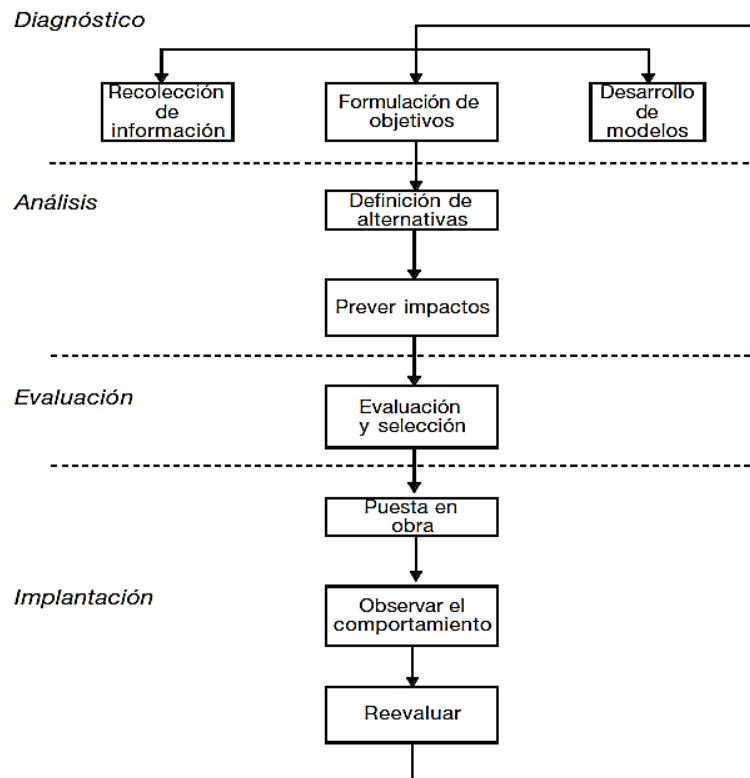 Diagnóstico
Recolección
de
información
Formulación de
objetivos
Desarrollo
de
modelos
Análisis
Definición de
alternativas
Prever impactos
Evaluación
Evaluación
y selección
Puesta en
obra
Implantación
Observar el
comportamiento
Reevaluar